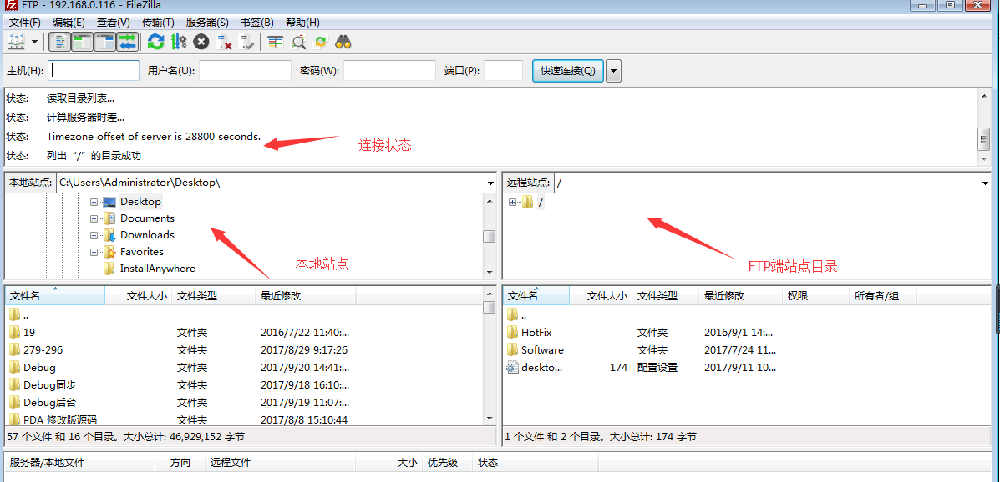 FTP - 192.168.0.116 - FileZilla
文件(F) 编辑(E) 查看(V) 传输(T) 服务器(S) 书签(B) 帮助(H)
主机(H): 用户名(U): 密码(W): 端口(P): 快速连接(Q)
状态: 读取目录列表...
状态: 计算服务器时差...
状态: Timezone offset of server is 28800 seconds.
状态: 列出“/”的目录成功
连接状态
本地站点: C:\Users\Administrator\Desktop\
Desktop
Documents
Downloads
Favorites
InstallAnywhere
本地站点
远程站点: /
/
FTP端站点目录
文件名 文件大小 文件类型 最近修改
..
19 文件夹 2016/7/22 11:40:...
279-296 文件夹 2017/8/29 9:17:26
Debug 文件夹 2017/9/20 14:41:...
Debug同步 文件夹 2017/9/18 16:10:...
Debug后台 文件夹 2017/9/19 11:07:...
PDA 修改版源码 文件夹 2017/8/8 15:10:44
57 个文件 和 16 个目录。大小总计: 46,929,152 字节
文件名 文件大小 文件类型 最近修改 权限 所有者/组
..
HotFix 文件夹 2016/9/1 14:...
Software 文件夹 2017/7/24 11...
deskto... 174 配置设置 2017/9/11 10...
1 个文件 和 2 个目录。大小总计: 174 字节
服务器/本地文件 方向 远程文件 大小 优先级 状态